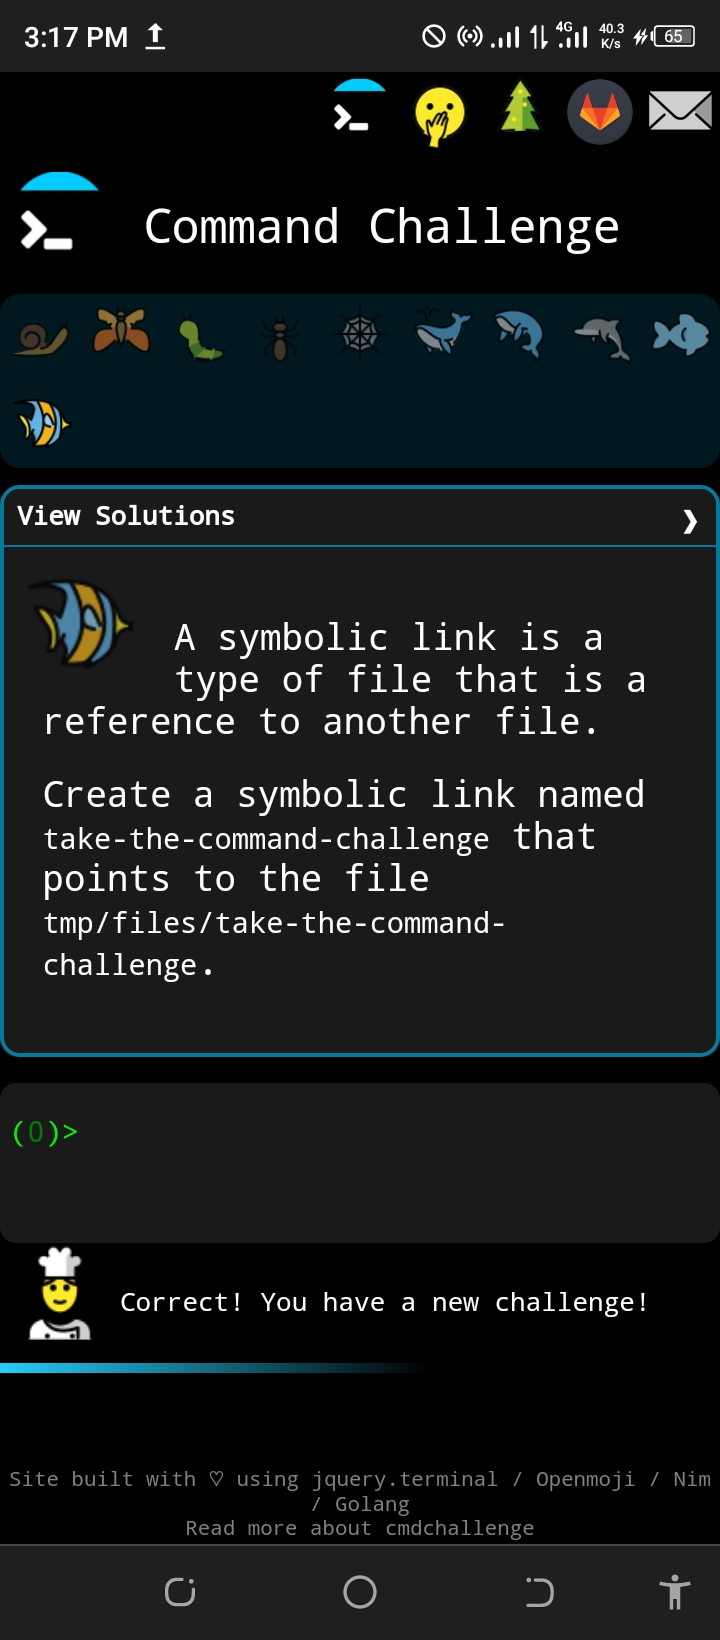 3:17 PM
4G 40.3 K/s 65
Command Challenge
View Solutions
A symbolic link is a
type of file that is a
reference to another file.
Create a symbolic link named
take-the-command-challenge that
points to the file
tmp/files/take-the-command-
challenge.
(0)>
Correct! You have a new challenge!
Site built with ♡ using jquery.terminal / Openmoji / Nim
/ Golang
Read more about cmdchallenge